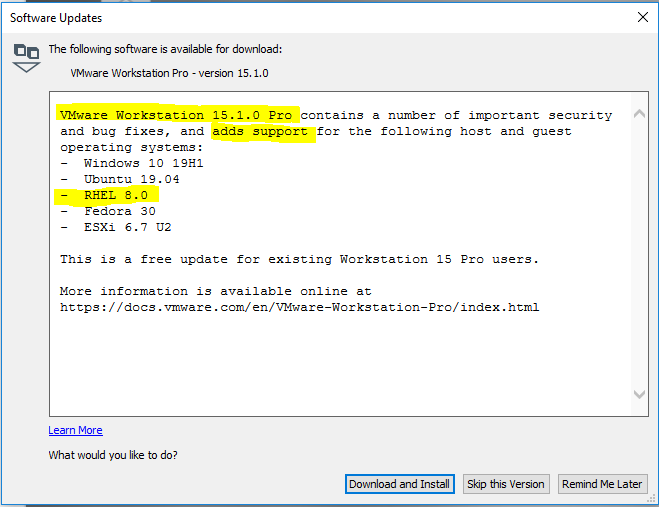 Software Updates
The following software is available for download:
VMware Workstation Pro - version 15.1.0
VMware Workstation 15.1.0 Pro contains a number of important security
and bug fixes, and adds support for the following host and guest
operating systems:
-  Windows 10 19H1
-  Ubuntu 19.04
-  RHEL 8.0
-  Fedora 30
-  ESXi 6.7 U2
This is a free update for existing Workstation 15 Pro users.
More information is available online at
https://docs.vmware.com/en/VMware-Workstation-Pro/index.html
Learn More
What would you like to do?
Download and Install
Skip this Version
Remind Me Later